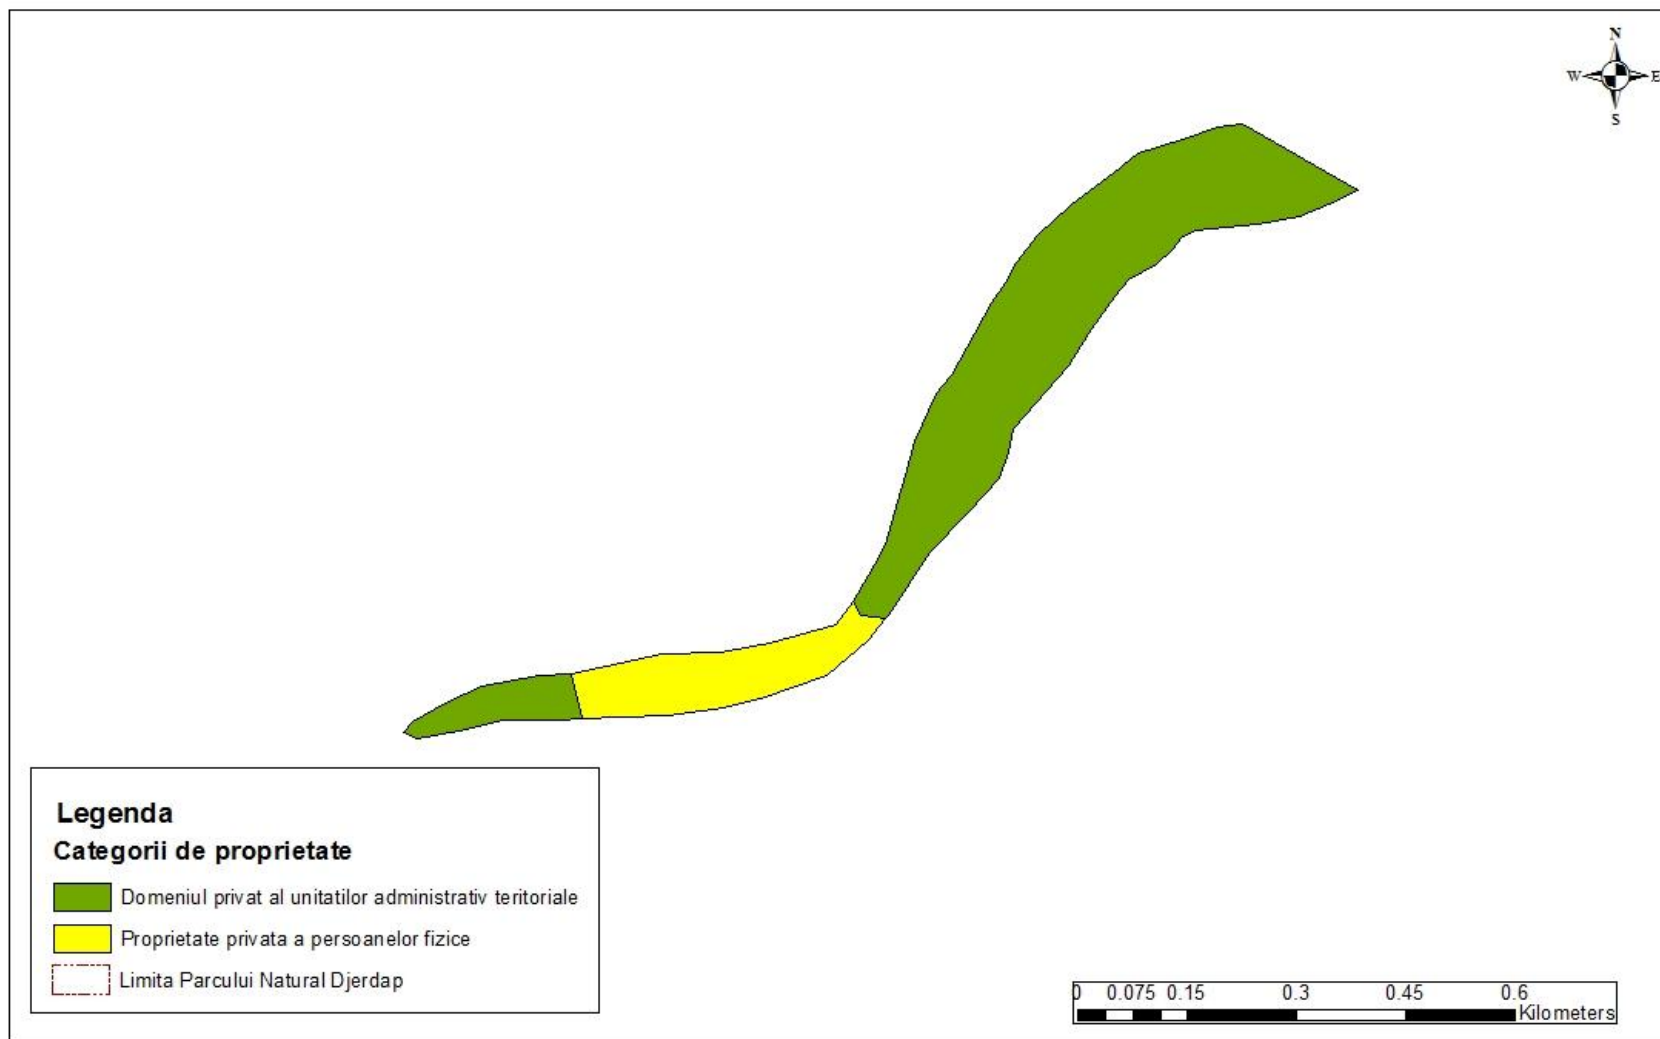 N
W E
S
Legenda
Categorii de proprietate
Domeniul privat al unitatilor administrativ teritoriale
Proprietate privata a persoanelor fizice
Limita Parcului Natural Djerdap
0 0.075 0.15 0.3 0.45 0.6
Kilometers